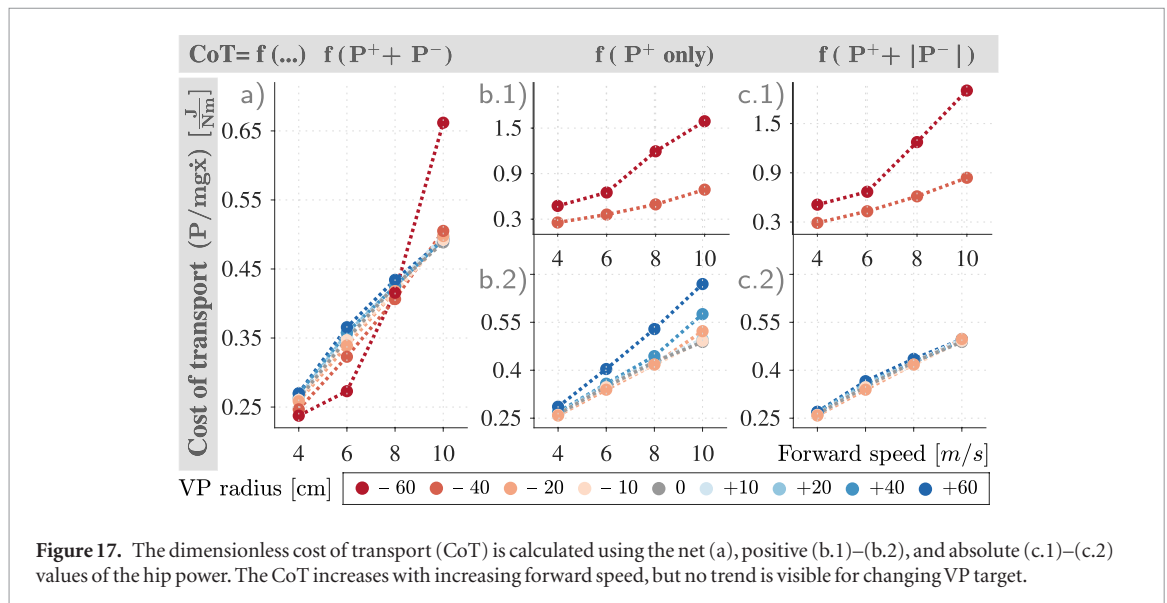 CoT= f (...) f ( P⁺ + P⁻ ) f ( P⁺ only) f ( P⁺ + |P⁻ | )
Cost of transport (P/mgẋ) [J/Nm]
a)
0.65
0.55
0.45
0.35
0.25
4 6 8 10
b.1)
1.5
0.9
0.3
4 6 8 10
c.1)
1.5
0.9
0.3
4 6 8 10
b.2)
0.55
0.4
0.25
4 6 8 10
c.2)
0.55
0.4
0.25
Forward speed [m/s]
VP radius [cm] − 60 − 40 − 20 − 10 0 +10 +20 +40 +60
Figure 17. The dimensionless cost of transport (CoT) is calculated using the net (a), positive (b.1)–(b.2), and absolute (c.1)–(c.2)
values of the hip power. The CoT increases with increasing forward speed, but no trend is visible for changing VP target.